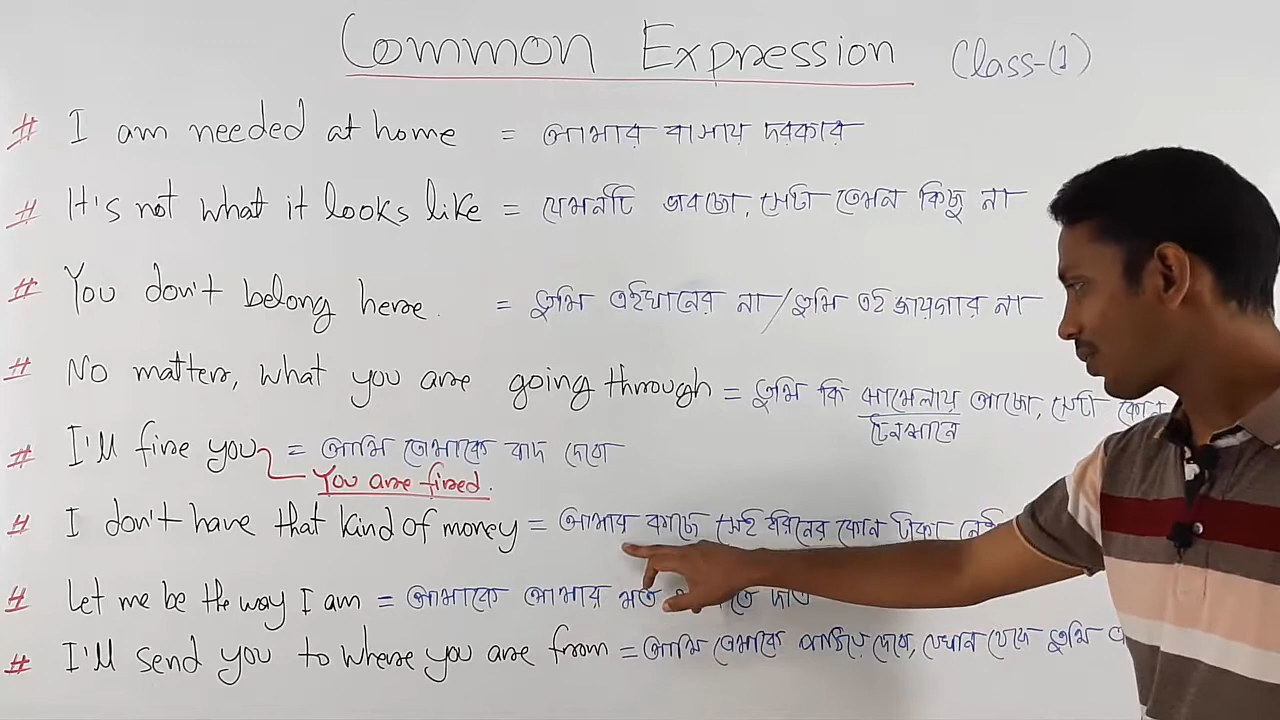 Common Expression Class-(1)
# I am needed at home = আমার বাসায় দরকার
# It's not what it looks like = যেমনটি ভাবছো, সেটা তেমন কিছু না
# You don't belong here. = তুমি এইখানের না / তুমি এই জায়গার না
# No matter, what you are going through = তুমি কি ঝামেলায় আছো, সেটা কোন
টেনশানে
# I'll fire you = আমি তোমাকে বাদ দেবো
You are fired.
# I don't have that kind of money = আমার কাছে সেই ধরনের কোন টাকা নেই
# Let me be the way I am = আমাকে আমার মত দাও
# I'll send you to where you are from = আমি তোমাকে পাঠিয়ে দেবো, যেখান থেকে তুমি